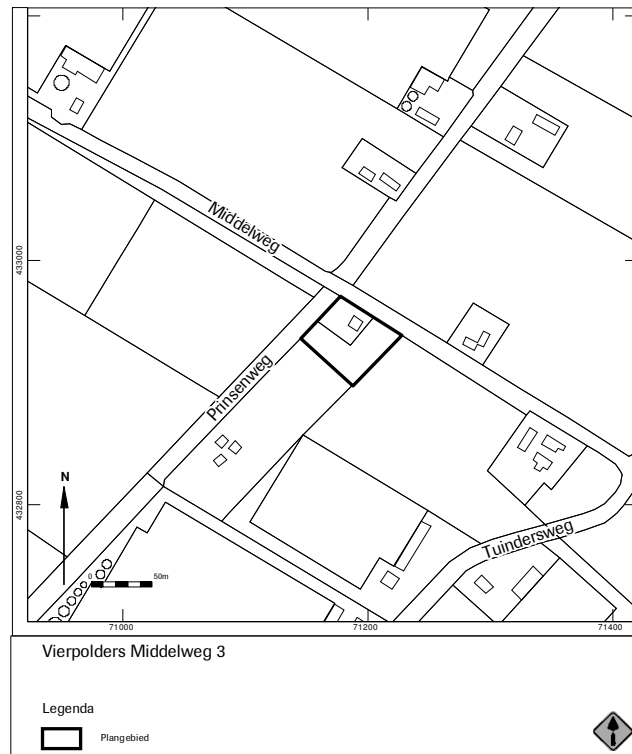 Middelweg
433000
Prinsenweg
N
432800
Tuindersweg
0
50m
71000
71200
71400
Vierpolders Middelweg 3
Legenda
Plangebied